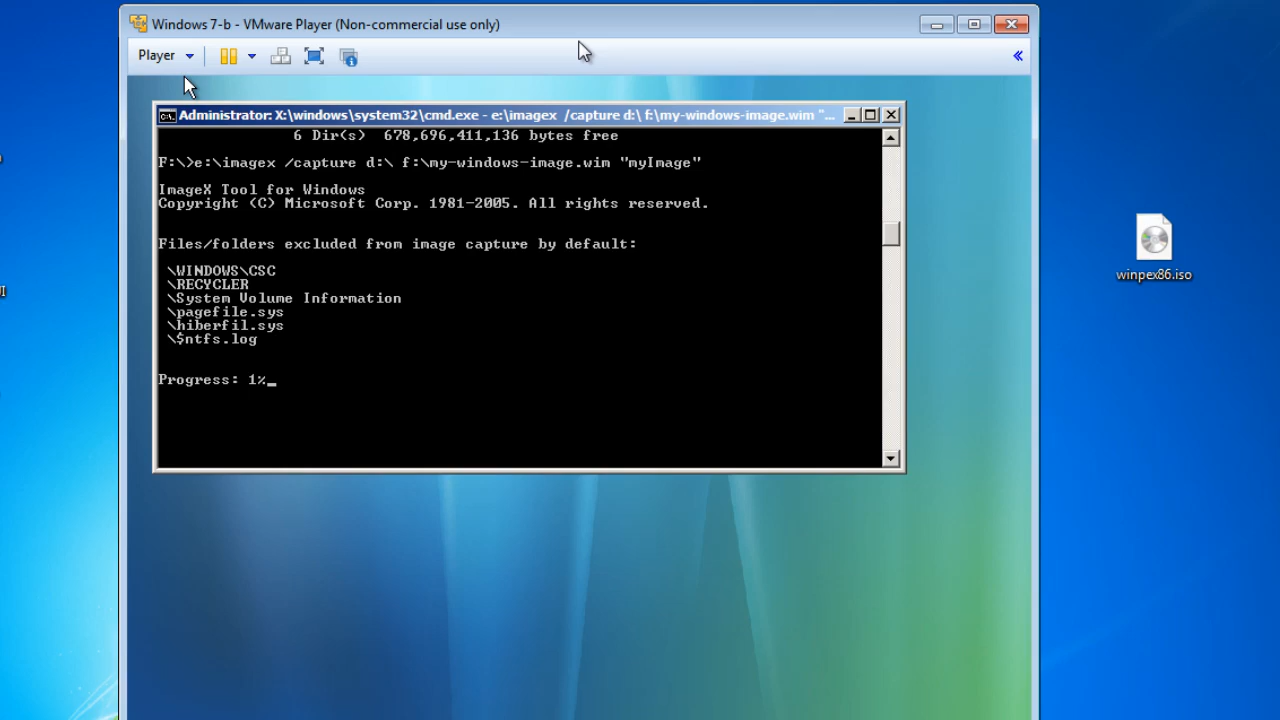 Windows 7-b - VMware Player (Non-commercial use only)
Player
Administrator: X:\windows\system32\cmd.exe - e:\imagex /capture d:\ f:\my-windows-image.wim "...
6 Dir(s)  678,696,411,136 bytes free
F:\>e:\imagex /capture d:\ f:\my-windows-image.wim "myImage"
ImageX Tool for Windows
Copyright (C) Microsoft Corp. 1981-2005. All rights reserved.
Files/folders excluded from image capture by default:
\WINDOWS\CSC
\RECYCLER
\System Volume Information
\pagefile.sys
\hiberfil.sys
\$ntfs.log
Progress: 1%
winpex86.iso